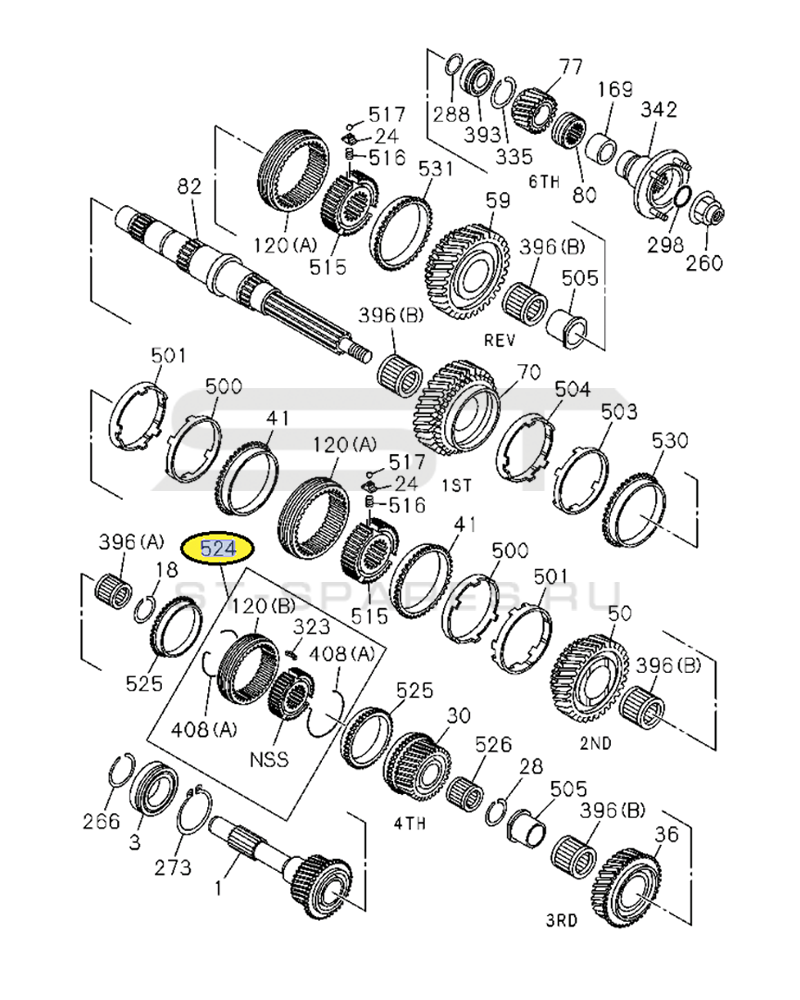 77
169
342
288
393
335
6TH
80
298
260
517
24
516
531
82
120(A)
515
59
396(B)
505
REV
396(B)
501
500
41
120(A)
517
24
516
70
1ST
504
503
530
396(A)
18
524
41
500
501
515
50
120(B)
323
408(A)
525
408(A)
NSS
525
30
526
396(B)
2ND
28
505
396(B)
36
4TH
3RD
266
3
273
1
ST
ST-SPARES.RU